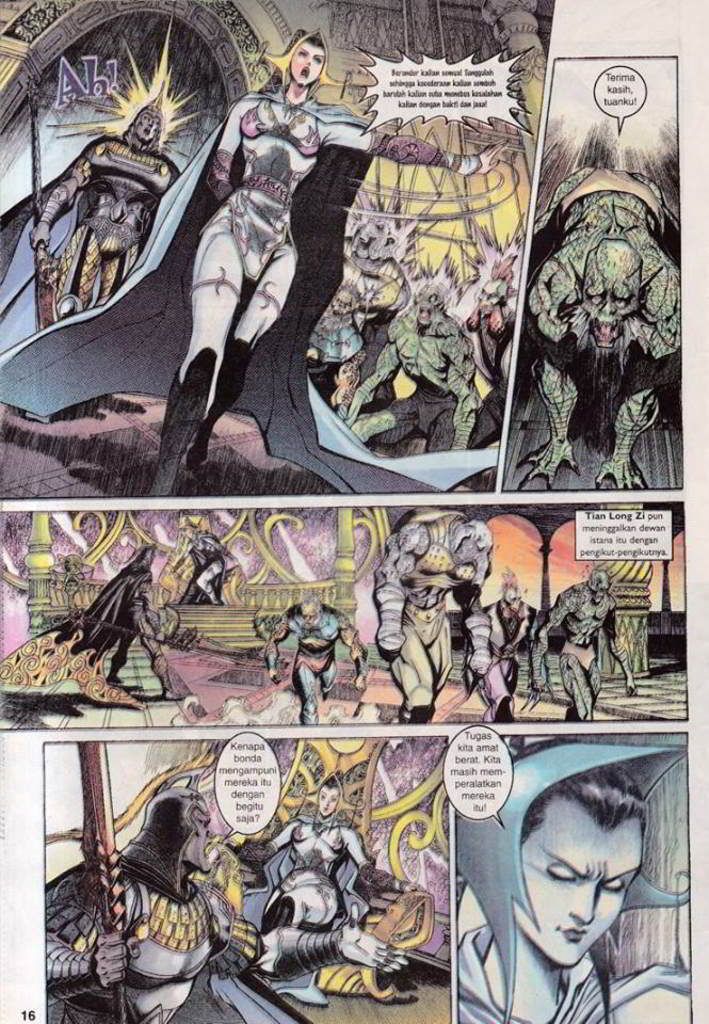 Ah!
Beransur kalian semua! Tanggulah
sehingga kecederaan kalian sembuh
barulah kalian cuba menebus kesalahan
kalian dengan bakti dan jasa!
Terima
kasih,
tuanku!
Tian Long Zi pun
meninggalkan dewan
istana itu dengan
pengikut-pengikutnya.
Kenapa
bonda
mengampuni
mereka itu
dengan
begitu
saja?
Tugas
kita amat
berat. Kita
masih mem-
peralatkan
mereka
itu!
16